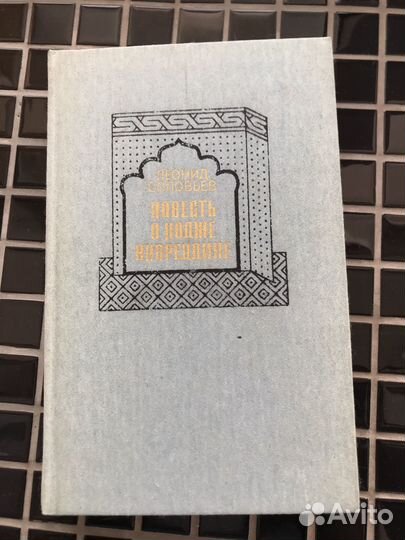 ЛЕОНИД
СОЛОВЬЕВ
ПОВЕСТЬ
О ХОДЖЕ
НАСРЕДДИНЕ
Avito